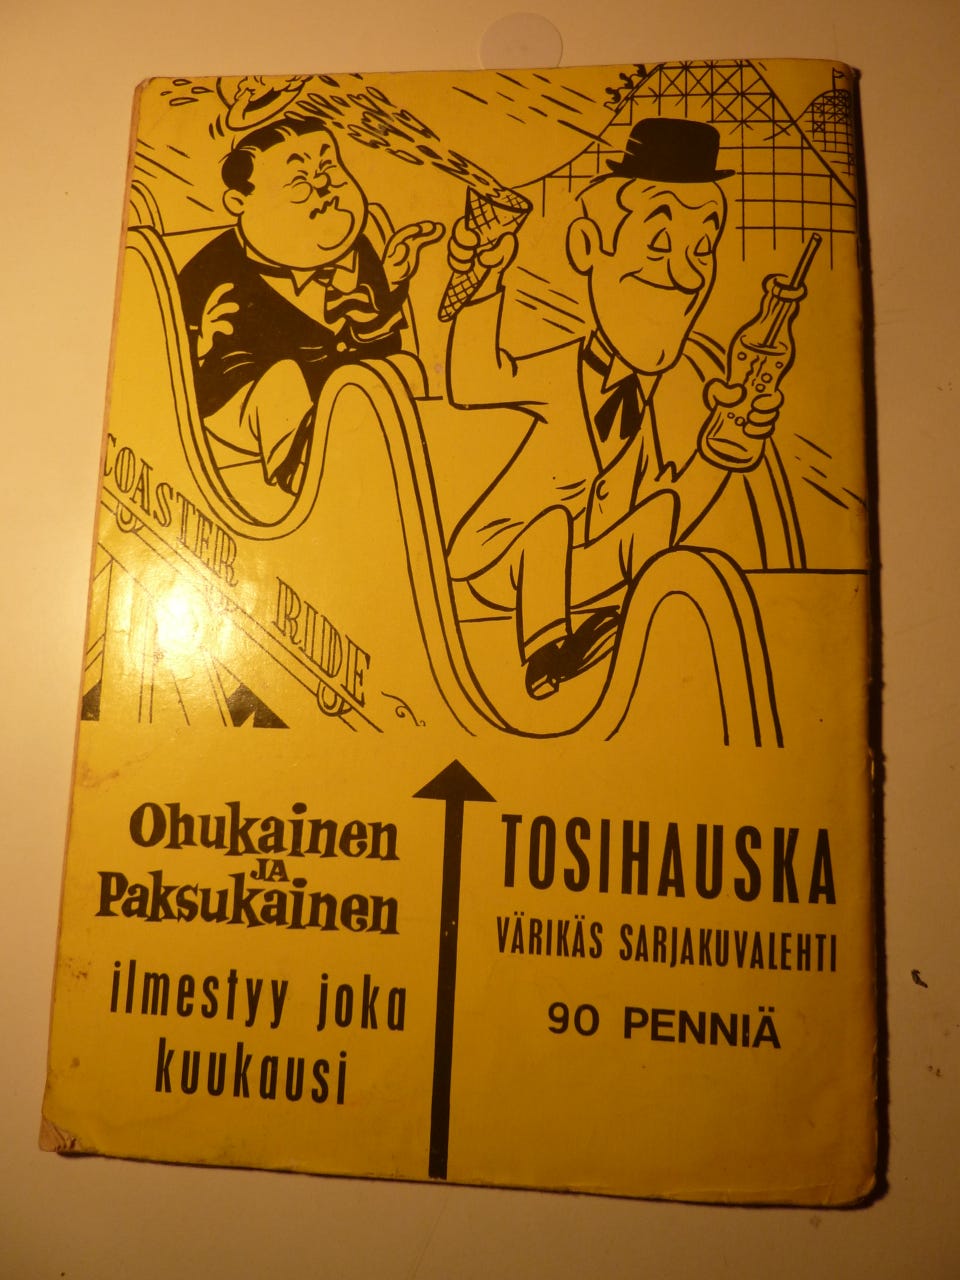 COASTER RIDE
Ohukainen
JA
Paksukainen
ilmestyy joka
kuukausi
TOSIHAUSKA
VÄRIKÄS SARJAKUVALEHTI
90 PENNIÄ